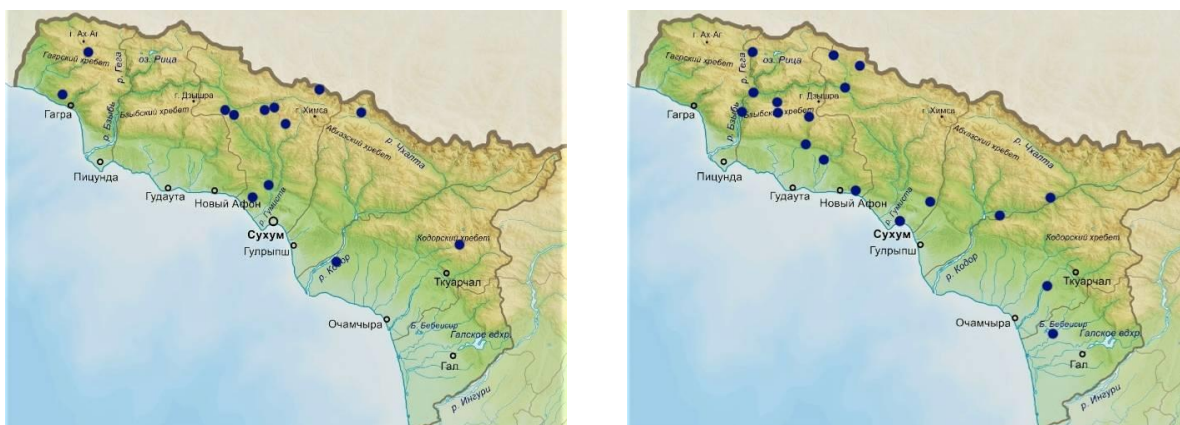 г. Ах Аг
Гагрский хребет
р. Гега
оз. Рица
г. Дзышра
Гагра
р. Бзыбь
Бзыбский хребет
г. Химса
Абхазский хребет
р. Чхалта
Пицунда
Гудаута
Новый Афон
р. Гумиста
Сухум
Гулрыпш
Кодорский хребет
р. Кодор
Ткуарчал
Очамчыра
Б. Бебеисир
Галское вдхр.
Гал
р. Ингури
г. Ах Аг
Гагрский хребет
р. Гега
оз. Рица
г. Дзышра
Гагра
р. Бзыбь
Бзыбский хребет
г. Химса
Абхазский хребет
р. Чхалта
Пицунда
Гудаута
Новый Афон
р. Гумиста
Сухум
Гулрыпш
Кодорский хребет
р. Кодор
Ткуарчал
Очамчыра
Б. Бебеисир
Галское вдхр.
Гал
р. Ингури